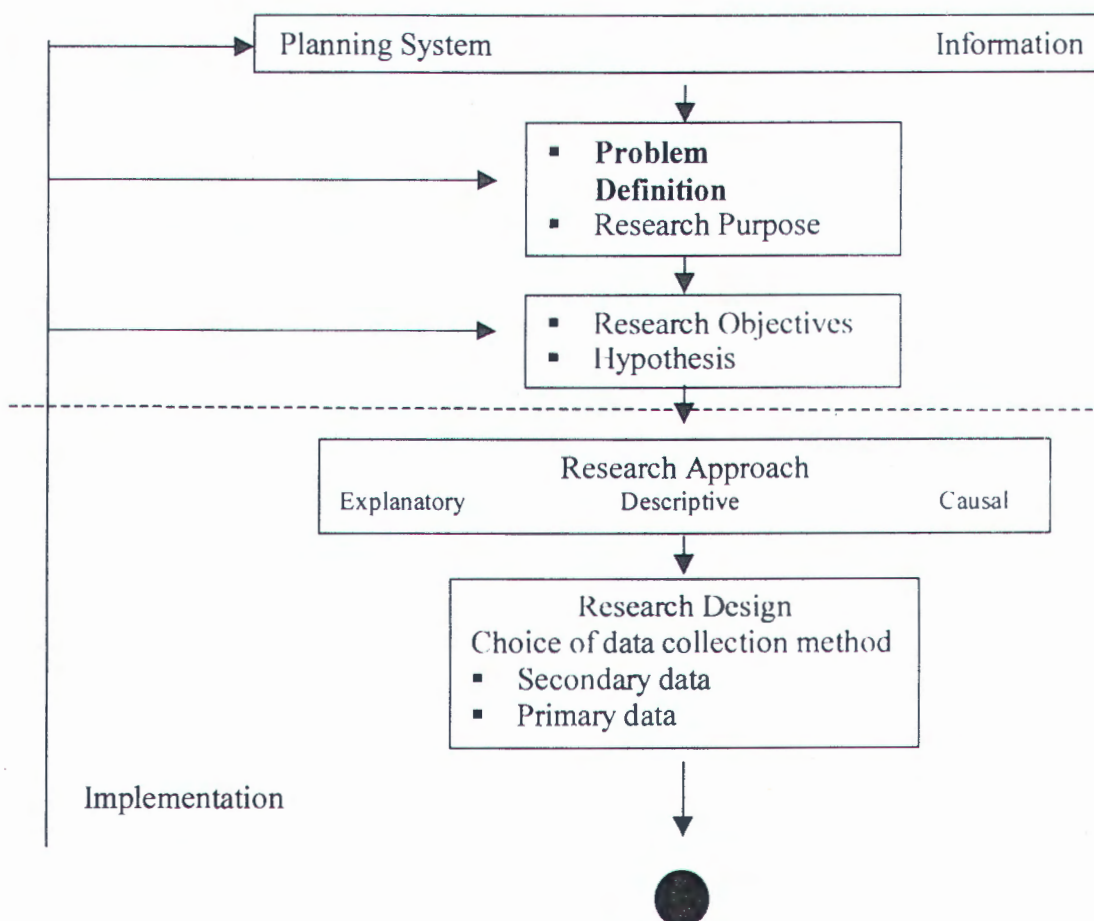 Planning System Information
▪ Problem
Definition
▪ Research Purpose
▪ Research Objectives
▪ Hypothesis
Research Approach
Explanatory Descriptive Causal
Research Design
Choice of data collection method
▪ Secondary data
▪ Primary data
Implementation